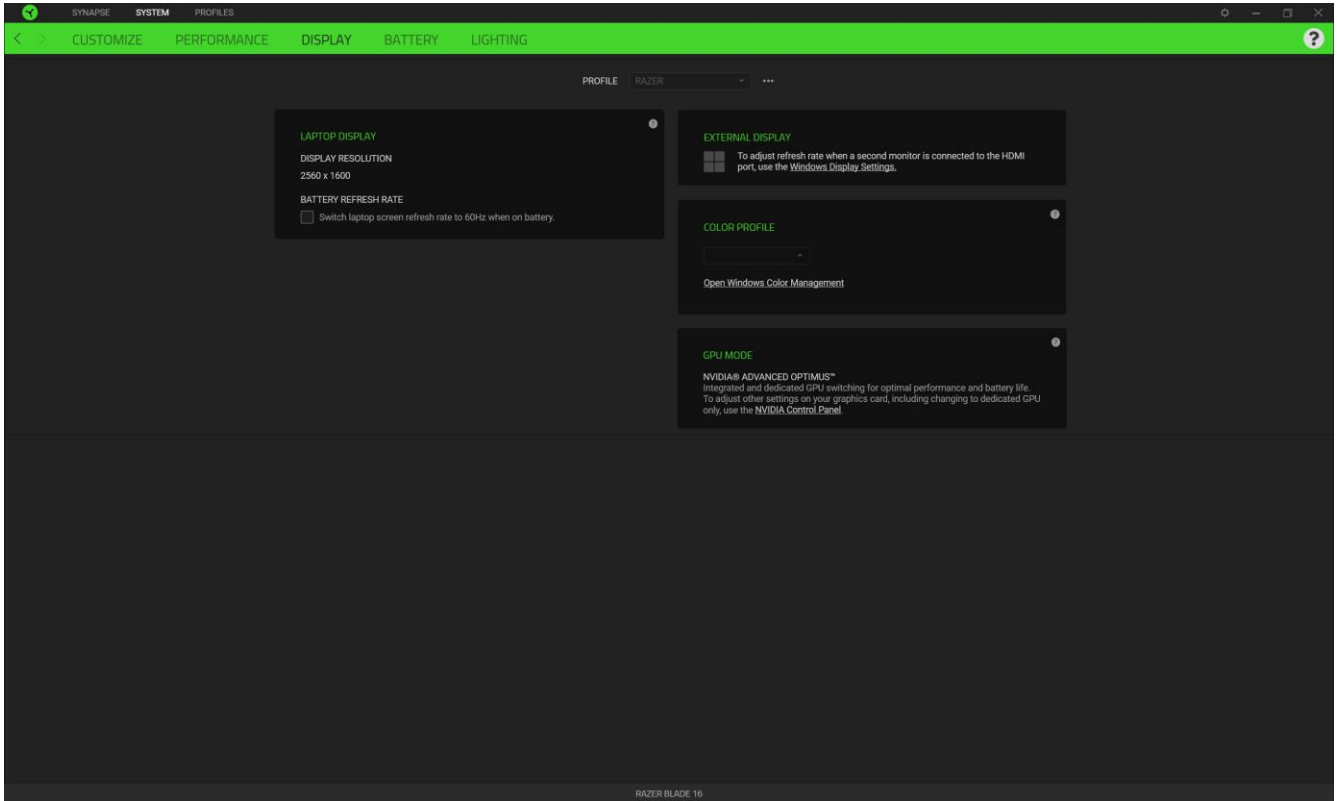 SYNAPSE SYSTEM PROFILES
CUSTOMIZE PERFORMANCE DISPLAY BATTERY LIGHTING
?
PROFILE RAZER
LAPTOP DISPLAY
?
DISPLAY RESOLUTION
2560 x 1600
BATTERY REFRESH RATE
Switch laptop screen refresh rate to 60Hz when on battery.
EXTERNAL DISPLAY
To adjust refresh rate when a second monitor is connected to the HDMI
port, use the Windows Display Settings.
COLOR PROFILE
?
Open Windows Color Management
GPU MODE
?
NVIDIA® ADVANCED OPTIMUS™
Integrated and dedicated GPU switching for optimal performance and battery life.
To adjust other settings on your graphics card, including changing to dedicated GPU
only, use the NVIDIA Control Panel.
RAZER BLADE 16